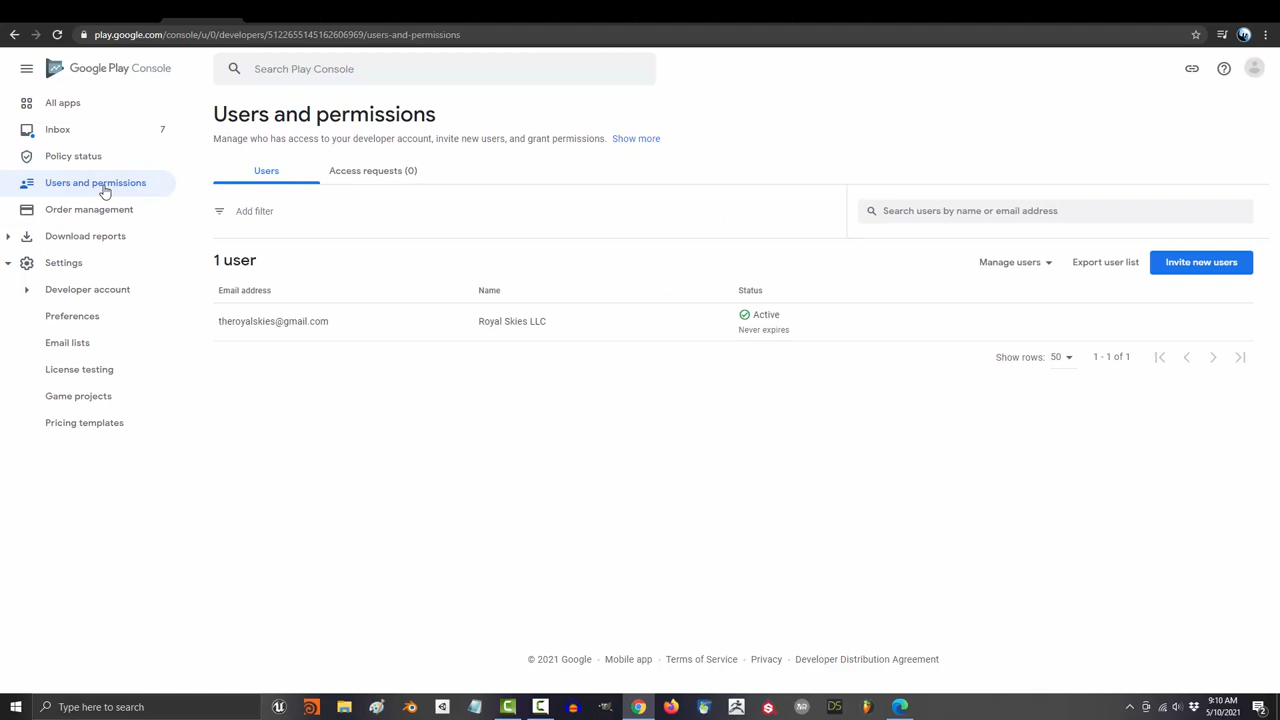 play.google.com/console/u/0/developers/5122655145162606969/users-and-permissions
Google Play Console
Search Play Console
All apps
Inbox 7
Policy status
Users and permissions
Order management
Download reports
Settings
Developer account
Preferences
Email lists
License testing
Game projects
Pricing templates
Users and permissions
Manage who has access to your developer account, invite new users, and grant permissions. Show more
Users Access requests (0)
Add filter
Search users by name or email address
1 user
Manage users Export user list Invite new users
Email address Name Status
theroyalskies@gmail.com Royal Skies LLC Active
Never expires
Show rows: 50 1 - 1 of 1
© 2021 Google · Mobile app · Terms of Service · Privacy · Developer Distribution Agreement
Type here to search
9:10 AM
5/10/2021